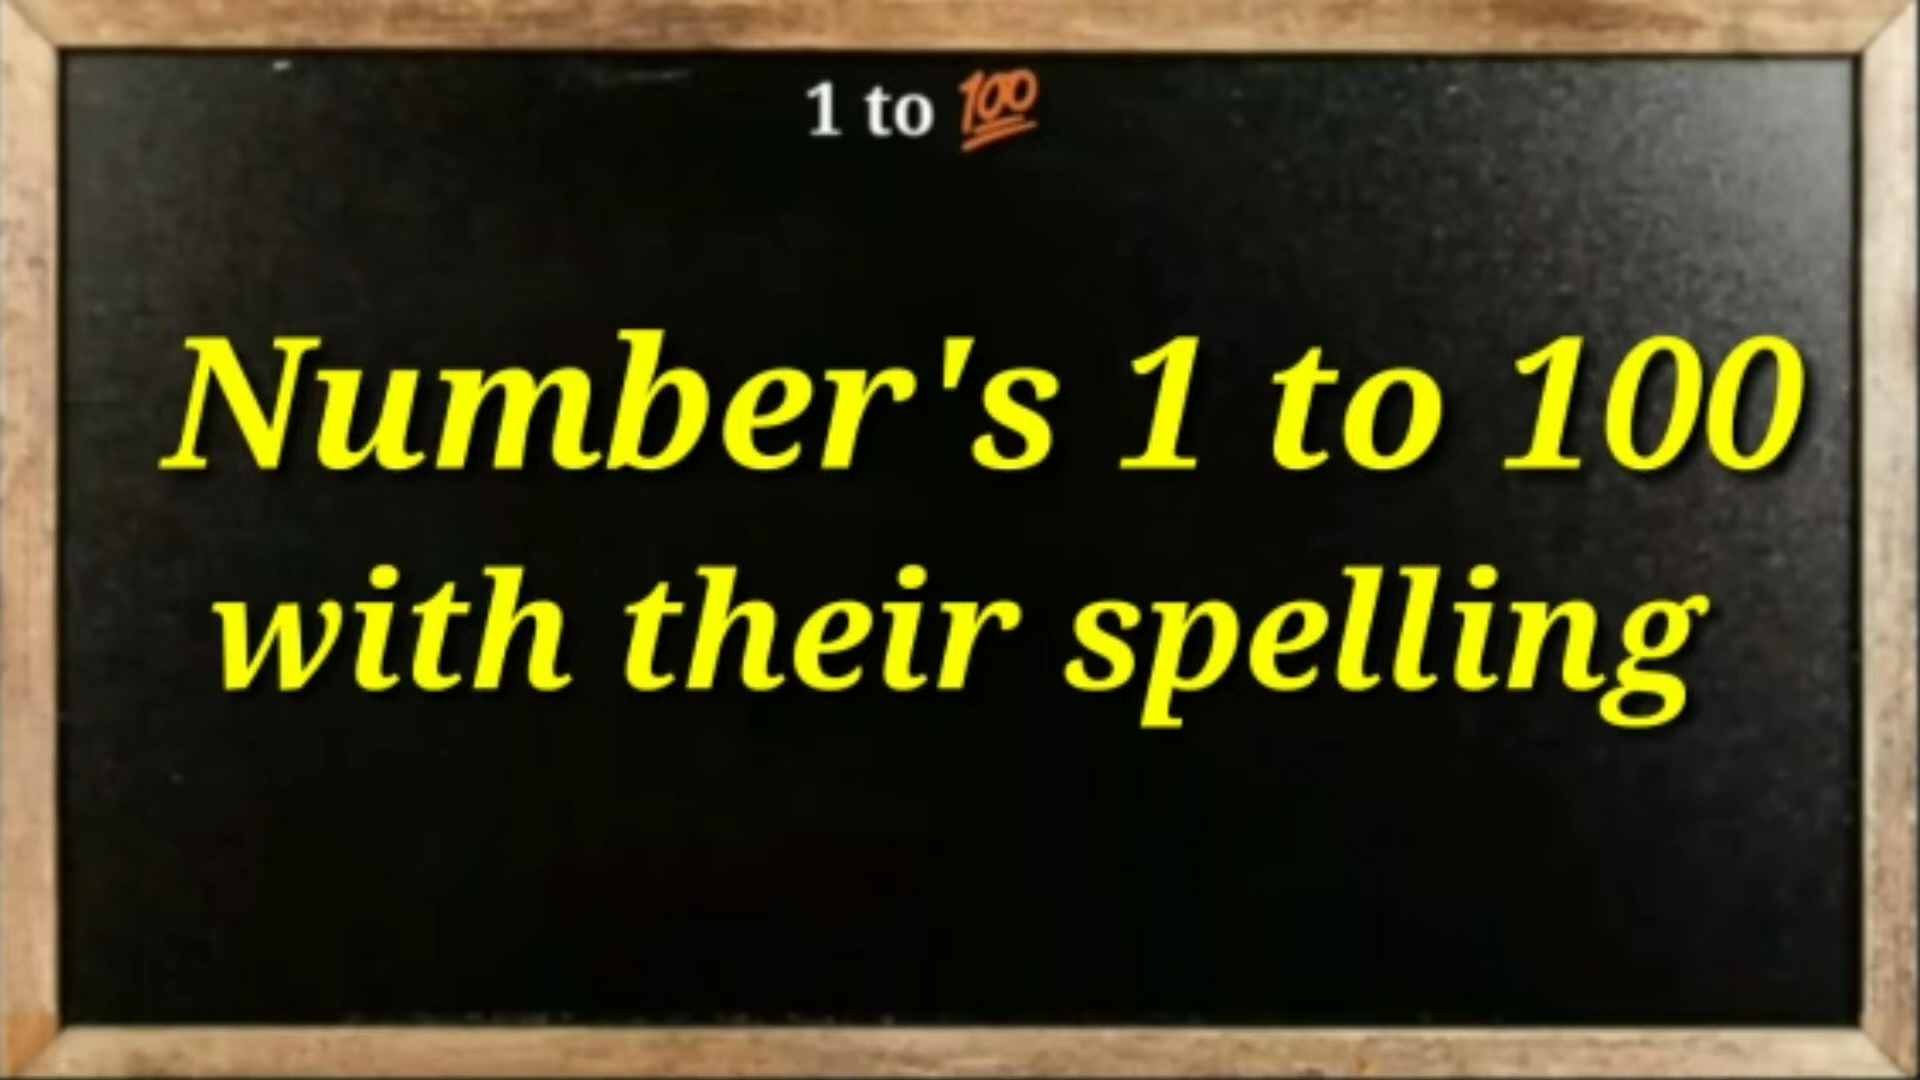 1 to 💯
Number's 1 to 100
with their spelling